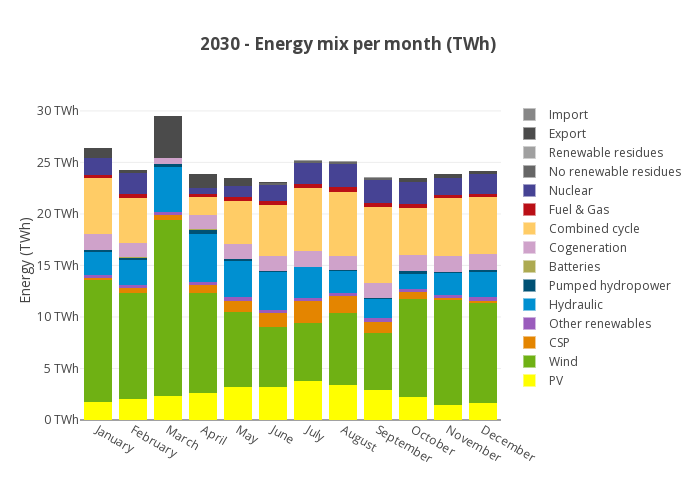 2030 - Energy mix per month (TWh)
Energy (TWh)
30 TWh
25 TWh
20 TWh
15 TWh
10 TWh
5 TWh
0 TWh
January
February
March
April
May
June
July
August
September
October
November
December
Import
Export
Renewable residues
No renewable residues
Nuclear
Fuel & Gas
Combined cycle
Cogeneration
Batteries
Pumped hydropower
Hydraulic
Other renewables
CSP
Wind
PV